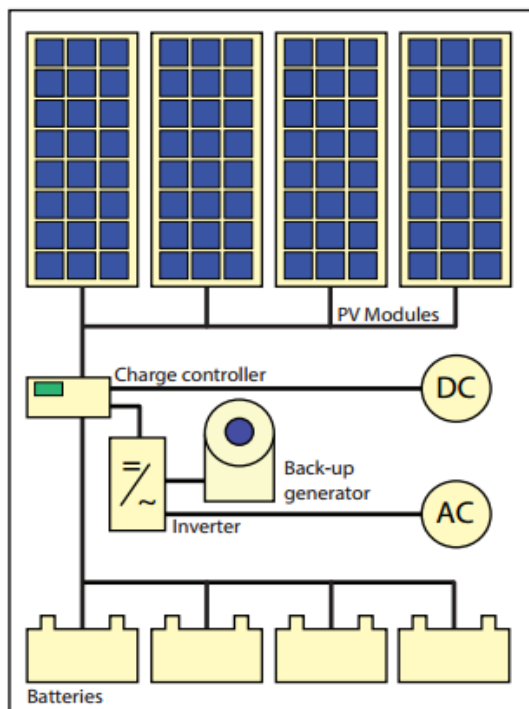 PV Modules
Charge controller
DC
Back-up
generator
=
~
Inverter
AC
Batteries